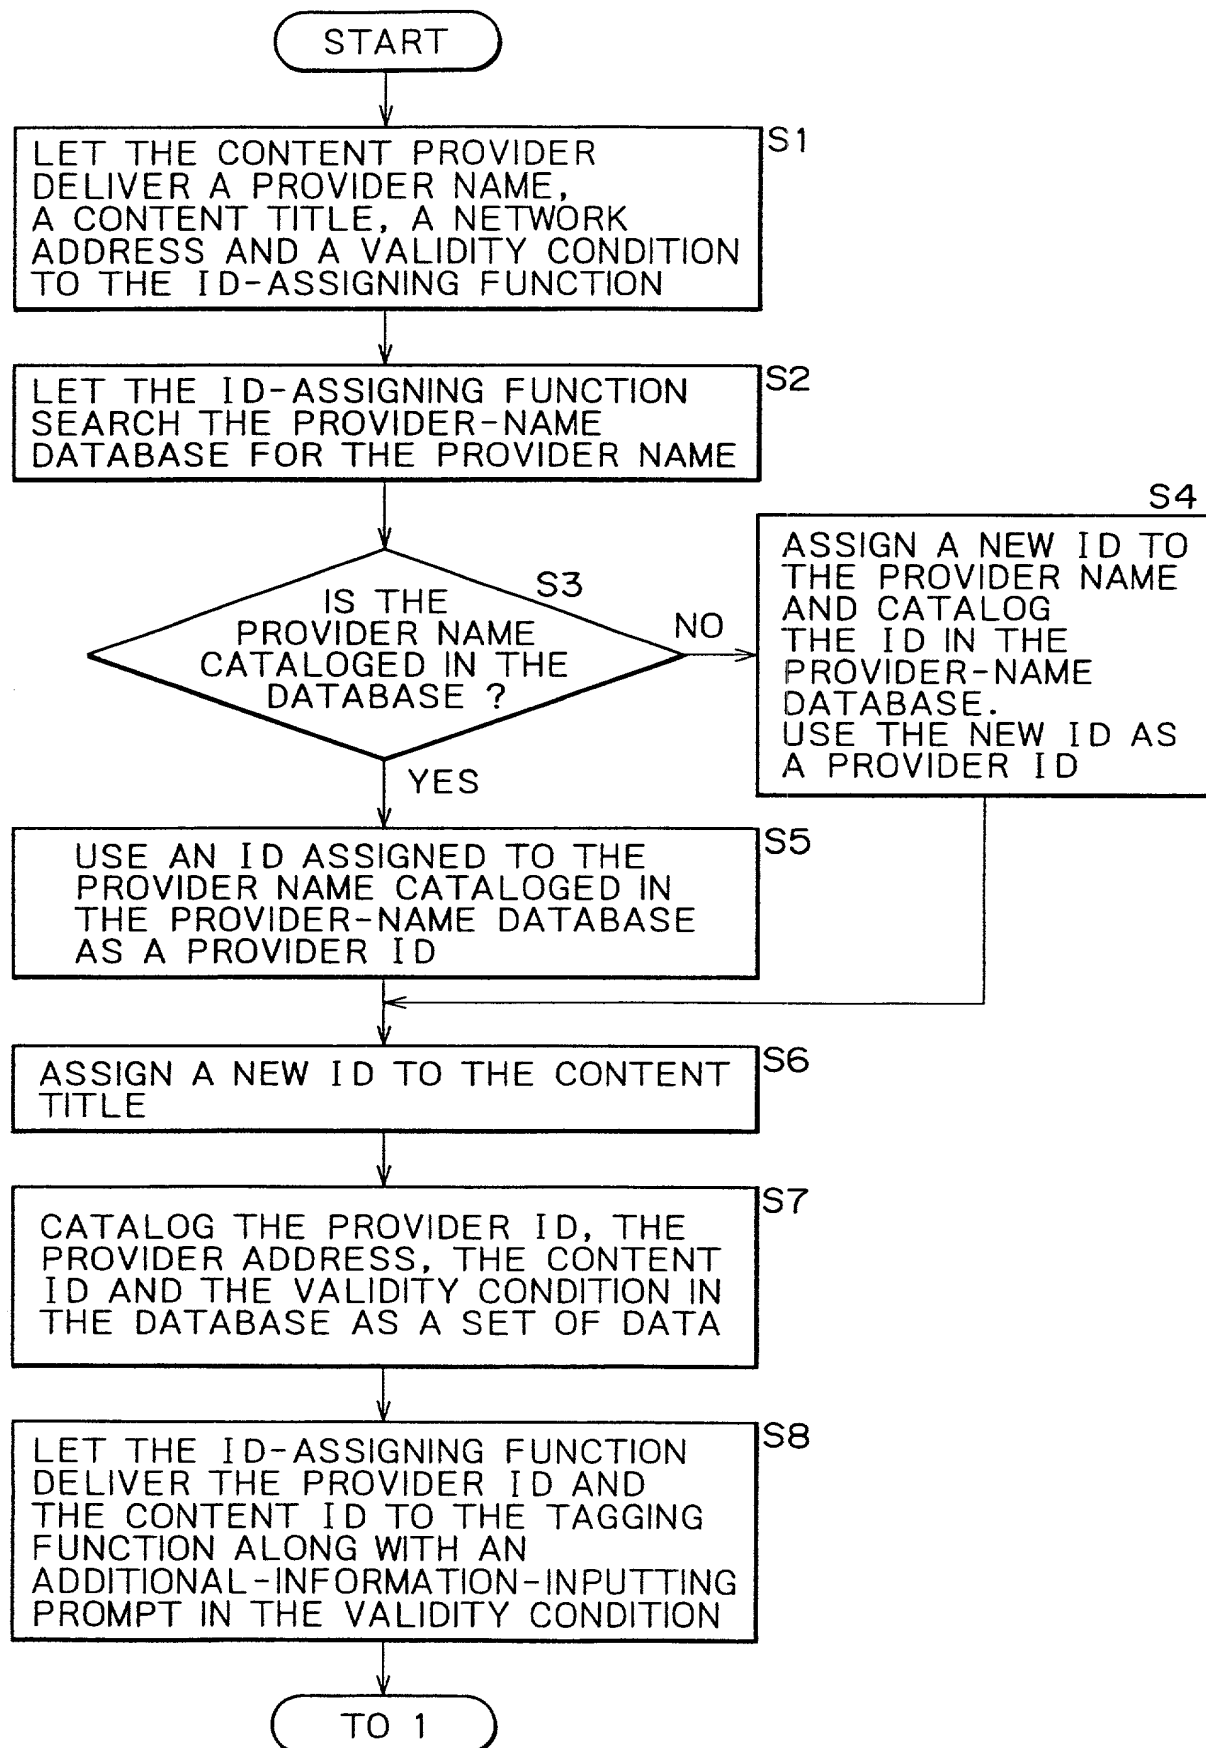 START
S1
LET THE CONTENT PROVIDER
DELIVER A PROVIDER NAME,
A CONTENT TITLE, A NETWORK
ADDRESS AND A VALIDITY CONDITION
TO THE ID-ASSIGNING FUNCTION
S2
LET THE ID-ASSIGNING FUNCTION
SEARCH THE PROVIDER-NAME
DATABASE FOR THE PROVIDER NAME
S3
IS THE
PROVIDER NAME
CATALOGED IN THE
DATABASE ?
NO
YES
S4
ASSIGN A NEW ID TO
THE PROVIDER NAME
AND CATALOG
THE ID IN THE
PROVIDER-NAME
DATABASE.
USE THE NEW ID AS
A PROVIDER ID
S5
USE AN ID ASSIGNED TO THE
PROVIDER NAME CATALOGED IN
THE PROVIDER-NAME DATABASE
AS A PROVIDER ID
S6
ASSIGN A NEW ID TO THE CONTENT
TITLE
S7
CATALOG THE PROVIDER ID, THE
PROVIDER ADDRESS, THE CONTENT
ID AND THE VALIDITY CONDITION IN
THE DATABASE AS A SET OF DATA
S8
LET THE ID-ASSIGNING FUNCTION
DELIVER THE PROVIDER ID AND
THE CONTENT ID TO THE TAGGING
FUNCTION ALONG WITH AN
ADDITIONAL-INFORMATION-INPUTTING
PROMPT IN THE VALIDITY CONDITION
TO 1